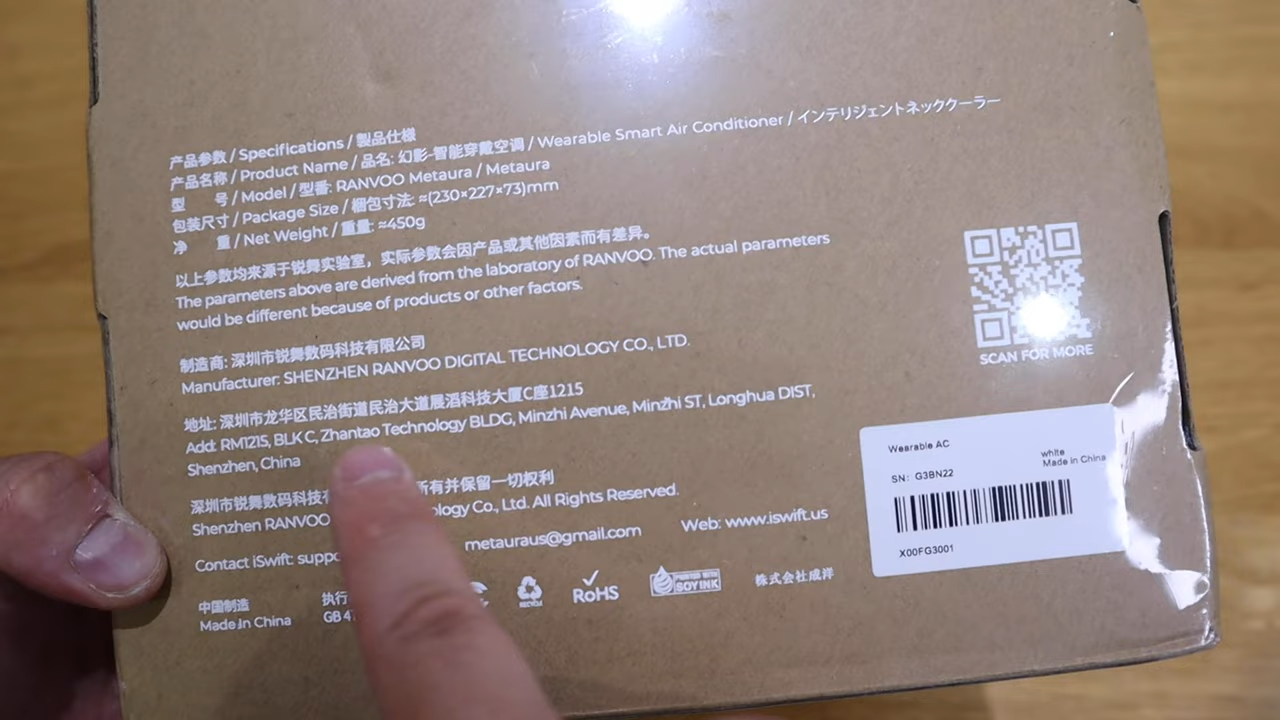 产品参数 / Specifications / 製品仕様
产品名称 / Product Name / 品名: 幻影-智能穿戴空调 / Wearable Smart Air Conditioner / インテリジェントネッククーラー
型 号 / Model / 型番: RANVOO Metaura / Metaura
包装尺寸 / Package Size / 梱包寸法: ≈(230×227×73)mm
净 重 / Net Weight / 重量: ≈450g
以上参数均来源于锐舞实验室，实际参数会因产品或其他因素而有差异。
The parameters above are derived from the laboratory of RANVOO. The actual parameters
would be different because of products or other factors.
制造商: 深圳市锐舞数码科技有限公司
Manufacturer: SHENZHEN RANVOO DIGITAL TECHNOLOGY CO., LTD.
地址: 深圳市龙华区民治街道民治大道展滔科技大厦C座1215
Add: RM1215, BLK C, Zhantao Technology BLDG, Minzhi Avenue, Minzhi ST, Longhua DIST,
Shenzhen, China
深圳市锐舞数码科技 所有并保留一切权利
Shenzhen RANVOO Co., Ltd. All Rights Reserved.
Contact iSwift: metauraus@gmail.com Web: www.iswift.us
中国制造 执行
Made In China GB
RECYCLE
RoHS
PRINTED WITH
SOY INK
株式会社成洋
SCAN FOR MORE
Wearable AC
white
SN: G3BN22
Made in China
X00FG3001